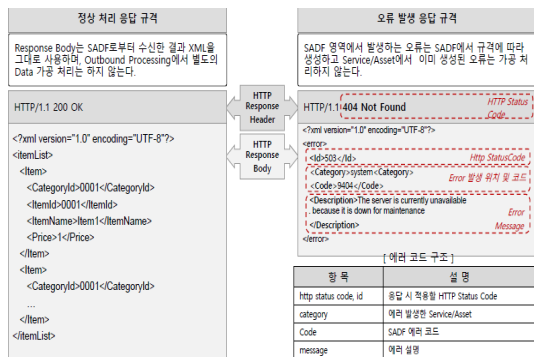 정상 처리 응답 규격
Response Body는 SADF로부터 수신한 결과 XML을
그대로 사용하며, Outbound Processing에서 별도의
Data 가공 처리는 하지 않는다.
HTTP/1.1 200 OK
<?xml version="1.0" encoding="UTF-8"?>
<itemList>
<Item>
<CategoryId>0001</CategoryId>
<ItemId>0001</ItemId>
<ItemName>Item1</ItemName>
<Price>1</Price>
</Item>
<Item>
<CategoryId>0001</CategoryId>
...
</Item>
</itemList>
HTTP
Response
Header
HTTP
Response
Body
오류 발생 응답 규격
SADF 영역에서 발생하는 오류는 SADF에서 규격에 따라
생성하고 Service/Asset에서 이미 생성된 오류는 가공 처
리하지 않는다.
HTTP/1.1 404 Not Found
HTTP Status
Code
<?xml version="1.0" encoding="UTF-8"?>
<error>
<Id>503</Id>
Http StatusCode
<Category>system<Category>
<Code>9404</Code>
Error 발생 위치 및 코드
<Description>The server is currently unavailable
because it is down for maintenance
</Description>
Error
Message
</error>
[ 에러 코드 구조 ]
항 목 설 명
http status code, id 응답 시 적용할 HTTP Status Code
category 에러 발생한 Service/Asset
Code SADF 에러 코드
message 에러 설명